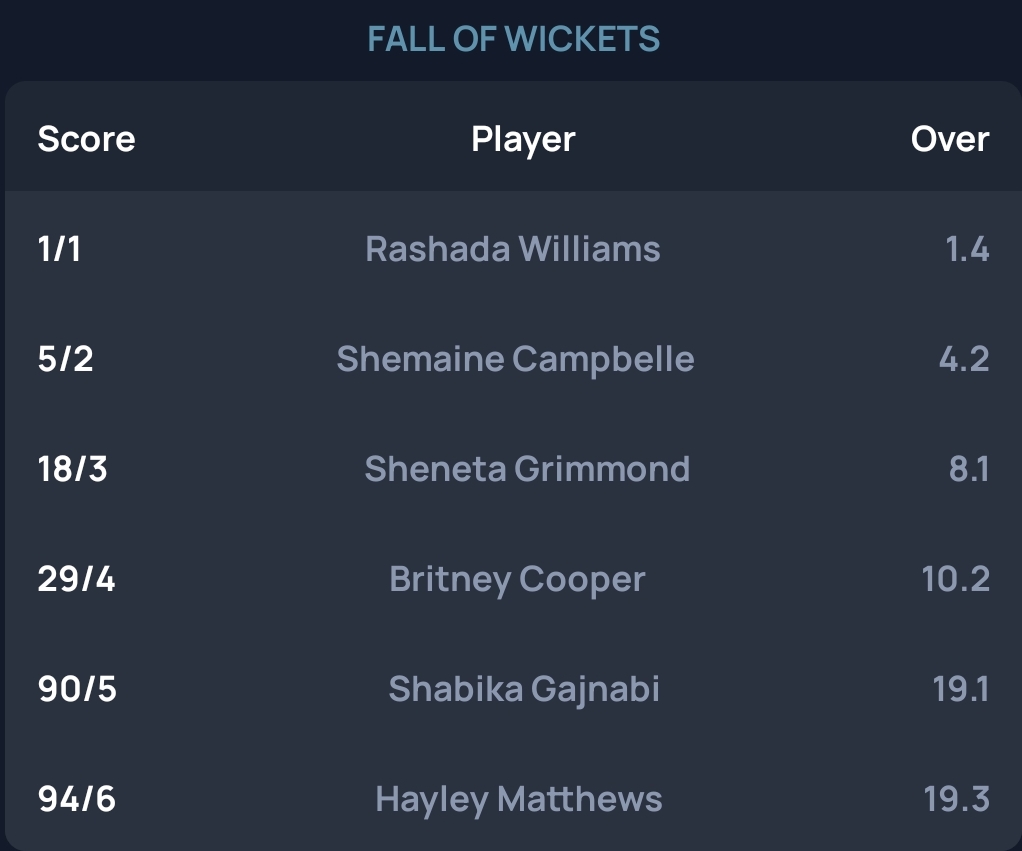 FALL OF WICKETS
Score Player Over
1/1 Rashada Williams 1.4
5/2 Shemaine Campbelle 4.2
18/3 Sheneta Grimmond 8.1
29/4 Britney Cooper 10.2
90/5 Shabika Gajnabi 19.1
94/6 Hayley Matthews 19.3